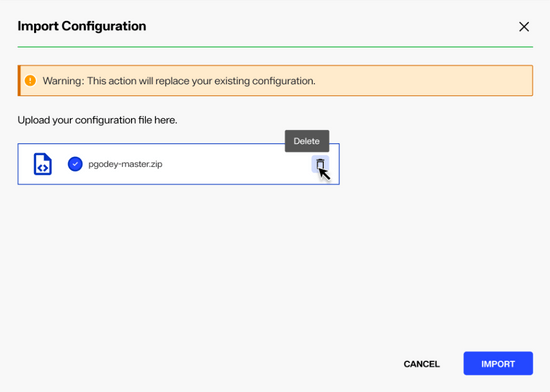 Import Configuration
Warning: This action will replace your existing configuration.
Upload your configuration file here.
Delete
pgodey-master.zip
CANCEL
IMPORT